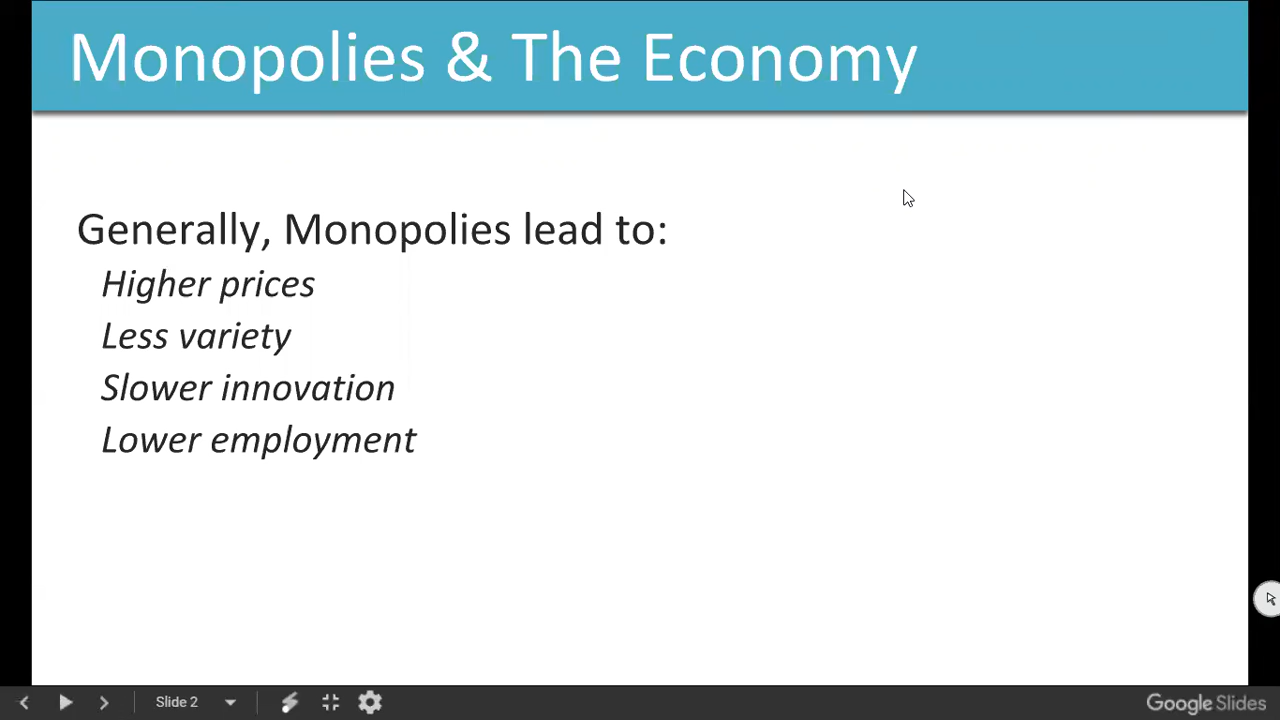 Monopolies & The Economy
Generally, Monopolies lead to:
Higher prices
Less variety
Slower innovation
Lower employment
Slide 2
Google Slides